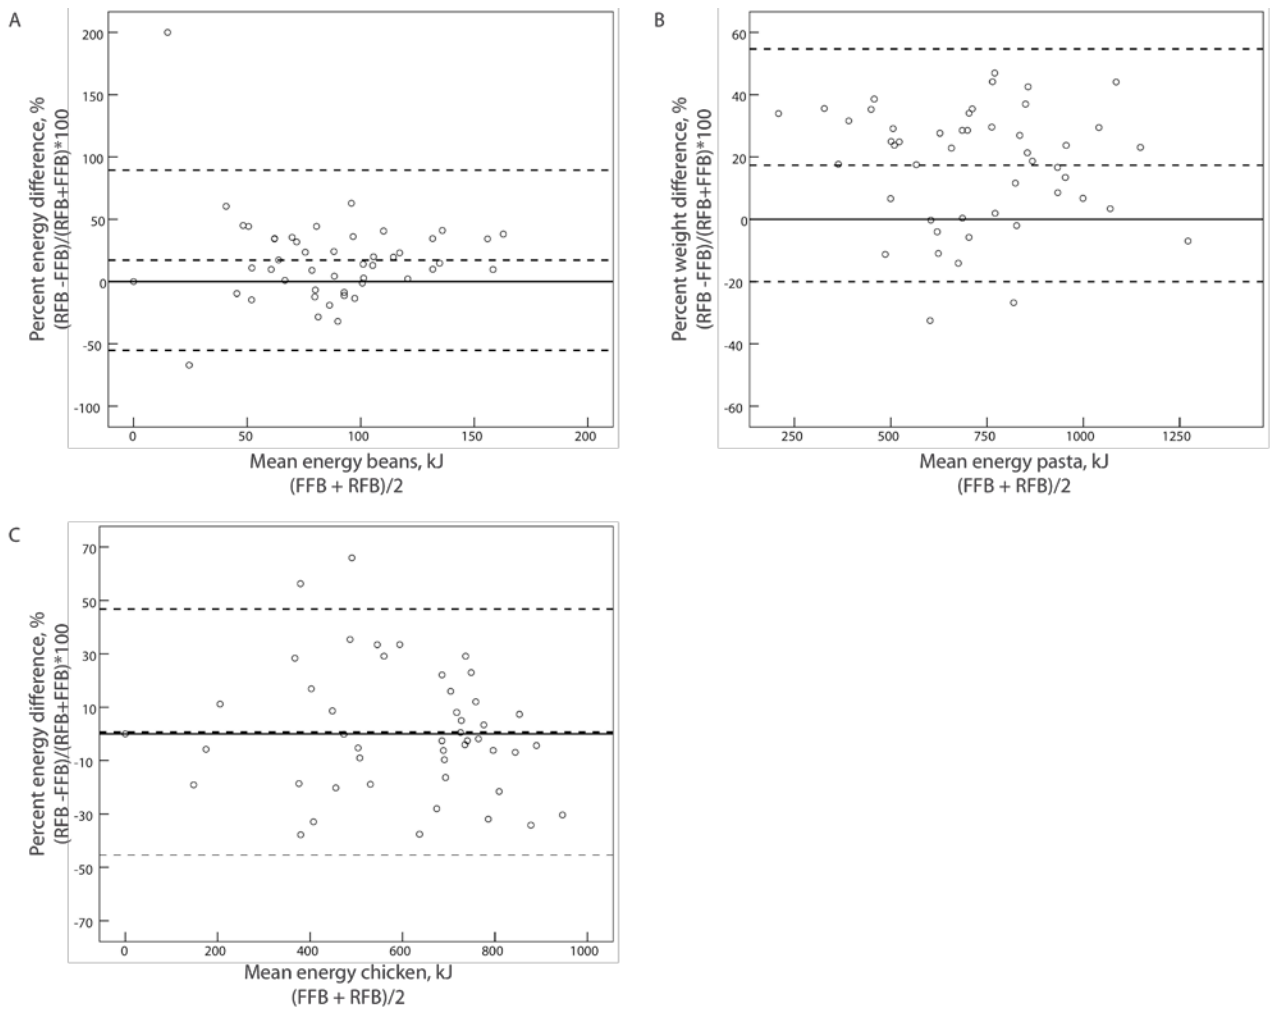 A
Percent energy difference, %
(RFB -FFB)/(RFB+FFB)*100
200
150
100
50
0
-50
-100
0 50 100 150 200
Mean energy beans, kJ
(FFB + RFB)/2
B
Percent weight difference, %
(RFB -FFB)/(RFB+FFB)*100
60
40
20
0
-20
-40
-60
250 500 750 1000 1250
Mean energy pasta, kJ
(FFB + RFB)/2
C
Percent energy difference, %
(RFB -FFB)/(RFB+FFB)*100
70
50
30
10
-10
-30
-50
-70
0 200 400 600 800 1000
Mean energy chicken, kJ
(FFB + RFB)/2